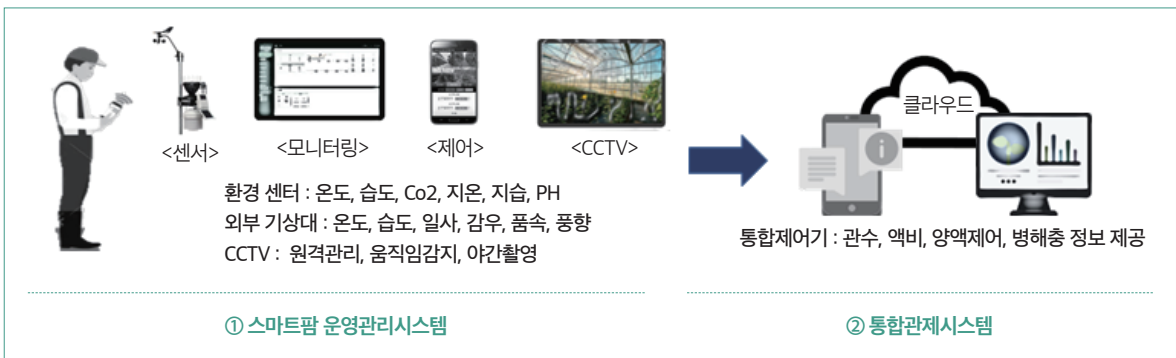 <센서>
<모니터링>
<제어>
<CCTV>
환경 센터 : 온도, 습도, Co2, 지온, 지습, PH
외부 기상대 : 온도, 습도, 일사, 감우, 품속, 풍향
CCTV : 원격관리, 움직임감지, 야간촬영
① 스마트팜 운영관리시스템
클라우드
통합제어기 : 관수, 액비, 양액제어, 병해충 정보 제공
② 통합관제시스템